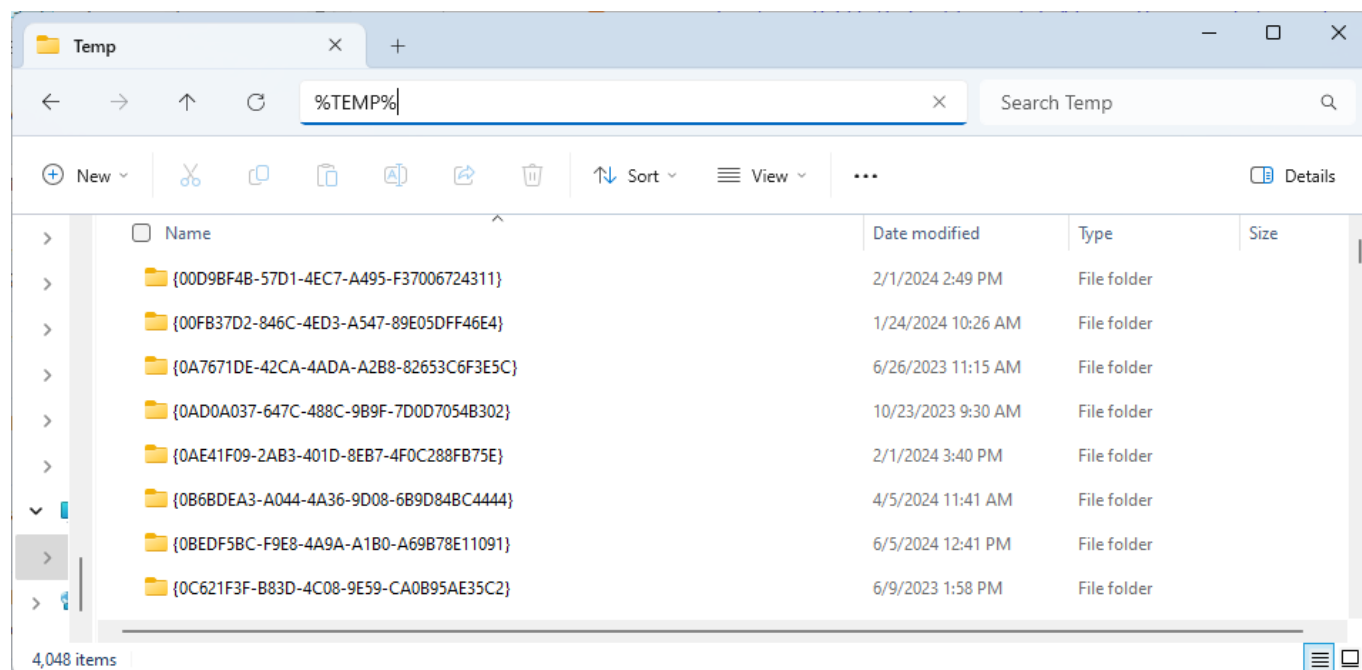 Temp
%TEMP%
Search Temp
New
Sort
View
Details
Name Date modified Type Size
{00D9BF4B-57D1-4EC7-A495-F37006724311} 2/1/2024 2:49 PM File folder
{00FB37D2-846C-4ED3-A547-89E05DFF46E4} 1/24/2024 10:26 AM File folder
{0A7671DE-42CA-4ADA-A2B8-82653C6F3E5C} 6/26/2023 11:15 AM File folder
{0AD0A037-647C-488C-9B9F-7D0D7054B302} 10/23/2023 9:30 AM File folder
{0AE41F09-2AB3-401D-8EB7-4F0C288FB75E} 2/1/2024 3:40 PM File folder
{0B6BDEA3-A044-4A36-9D08-6B9D84BC4444} 4/5/2024 11:41 AM File folder
{0BEDF5BC-F9E8-4A9A-A1B0-A69B78E11091} 6/5/2024 12:41 PM File folder
{0C621F3F-B83D-4C08-9E59-CA0B95AE35C2} 6/9/2023 1:58 PM File folder
4,048 items